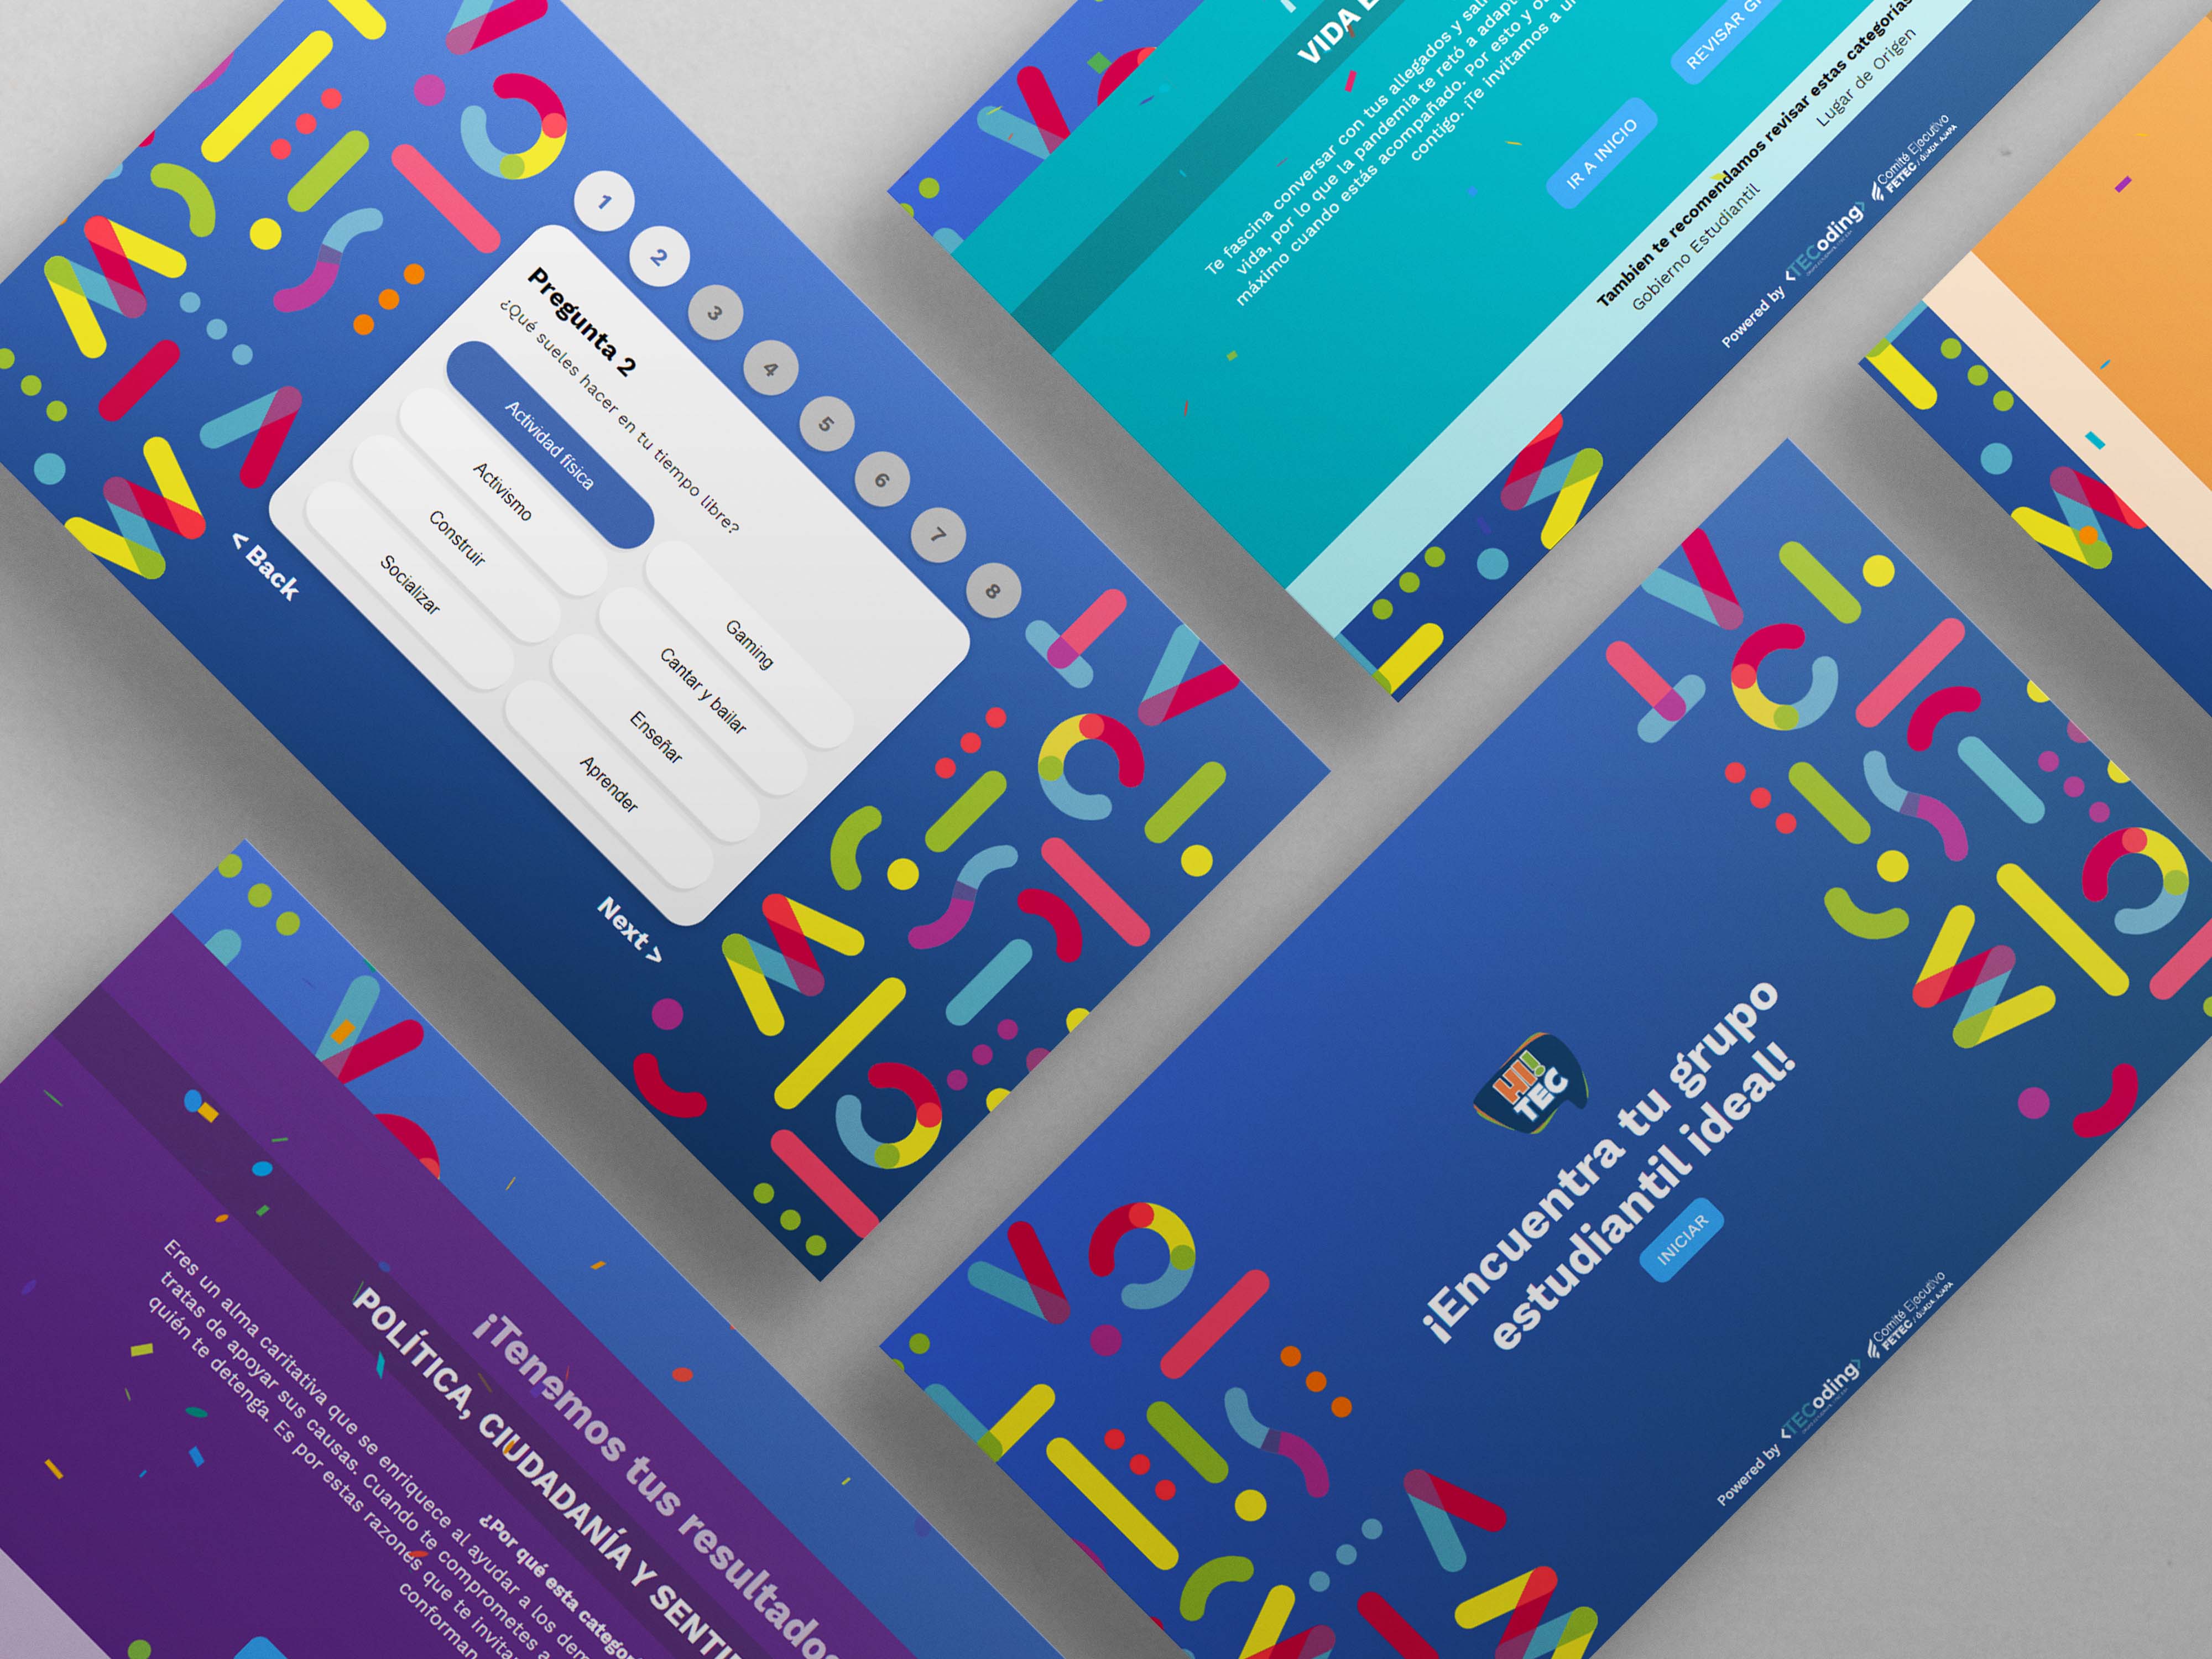 1
2
3
4
5
6
7
8
Pregunta 2
¿Qué sueles hacer en tu tiempo libre?
Actividad física
Gaming
Activismo
Cantar y bailar
Construir
Enseñar
Socializar
Aprender
< Back
Next >
VIDA
Te fascina conversar con tus allegados y
vida, por lo que la pandemia te retó a
máximo cuando estás acompañado. Por esto y
contigo. ¡Te invitamos a
IR A INICIO
REVISAR
Tambien te recomendamos revisar estas categorías
Gobierno Estudiantil
Lugar de Origen
Powered by <TECoding>
Comité Ejecutivo
FETEC
HI!
TEC
¡Encuentra tu grupo
estudiantil ideal!
INICIAR
Powered by <TECoding>
Comité Ejecutivo
FETEC
¡Tenemos tus resultados
POLÍTICA, CIUDADANÍA Y
¿Por qué esta
Eres un alma caritativa que se enriquece al ayudar a los
tratas de apoyar sus causas. Cuando te comprometes a
quién te detenga. Es por estas razones que te
conforman